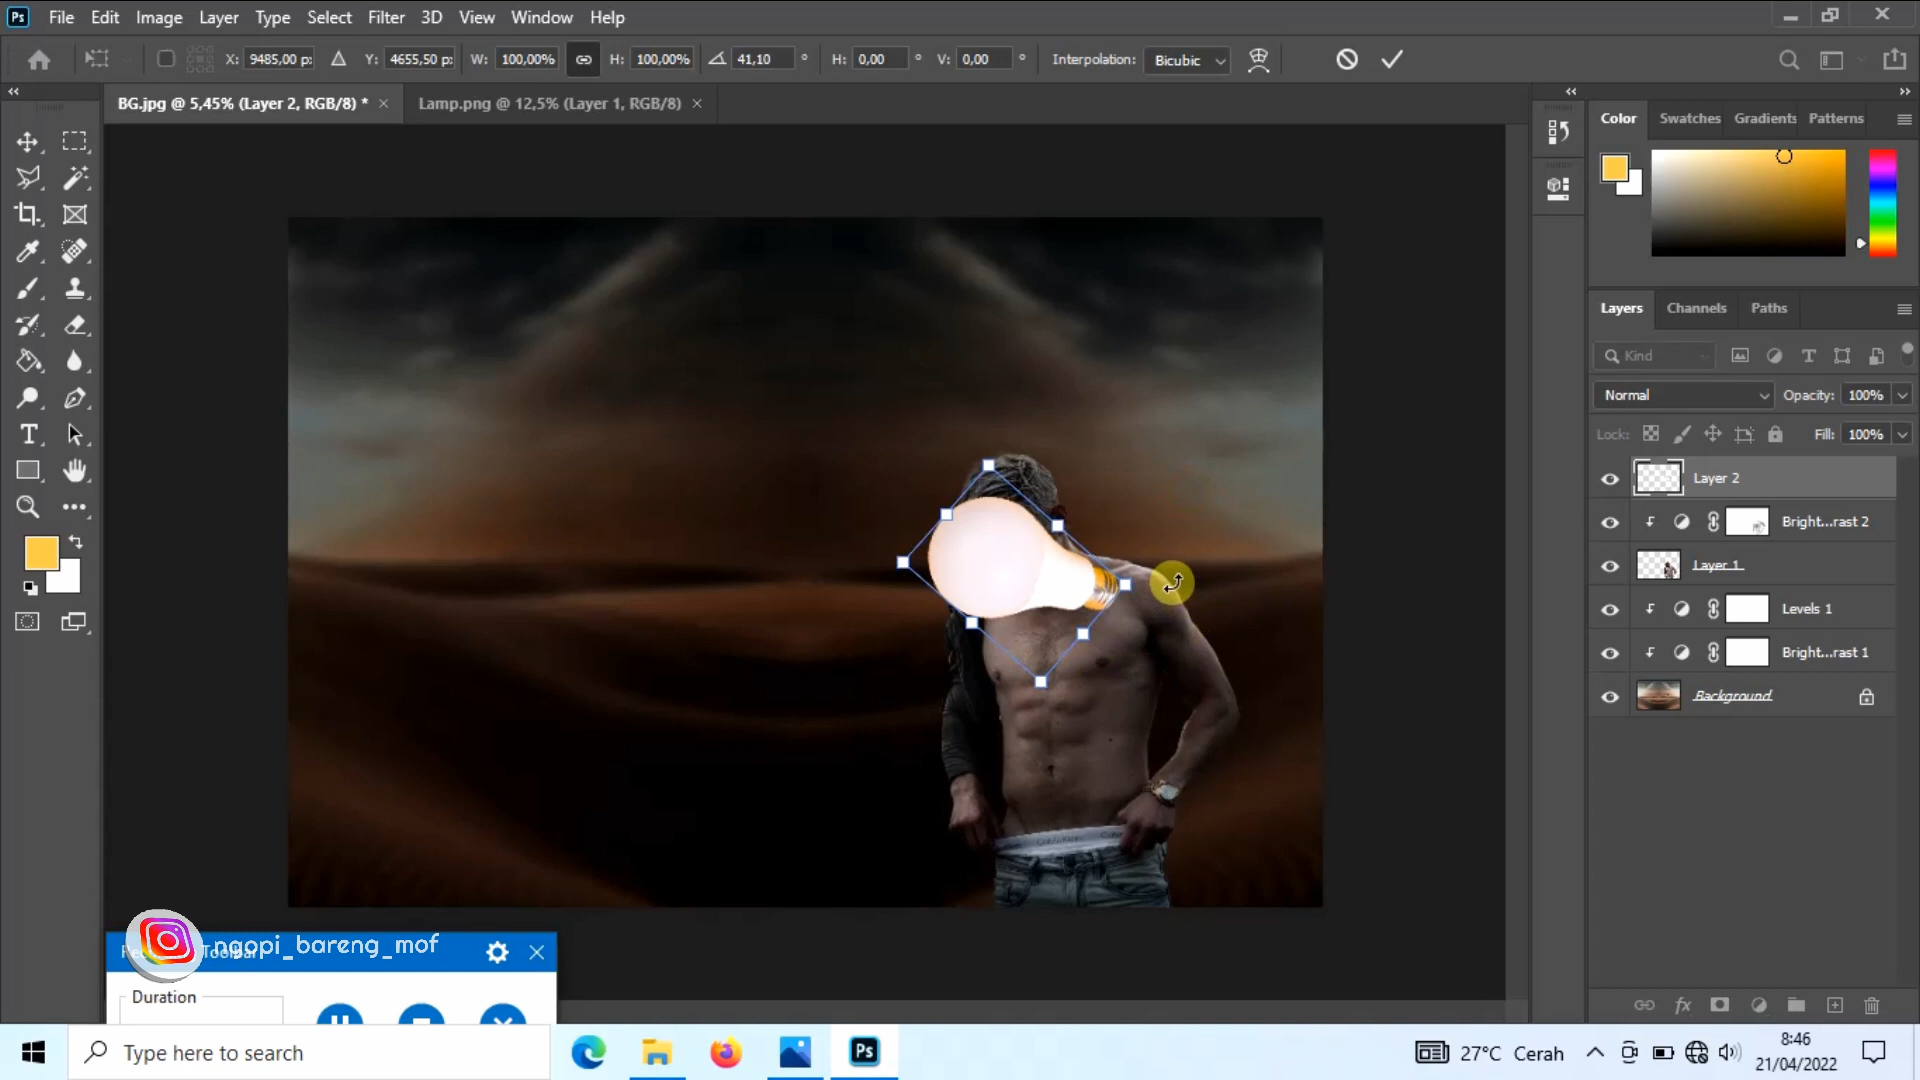 Ps File Edit Image Layer Type Select Filter 3D View Window Help
X: 9485,00 px Y: 4655,50 px W: 100,00% H: 100,00% 41,10 ° H: 0,00 ° V: 0,00 ° Interpolation: Bicubic
BG.jpg @ 5,45% (Layer 2, RGB/8) * × Lamp.png @ 12,5% (Layer 1, RGB/8) ×
Color Swatches Gradients Patterns
Layers Channels Paths
Kind
Normal Opacity: 100%
Lock: Fill: 100%
Layer 2
Bright...rast 2
Layer 1
Levels 1
Bright...rast 1
Background
ngopi_bareng_mof
Duration
Type here to search
Ps
27°C Cerah
8:46
21/04/2022